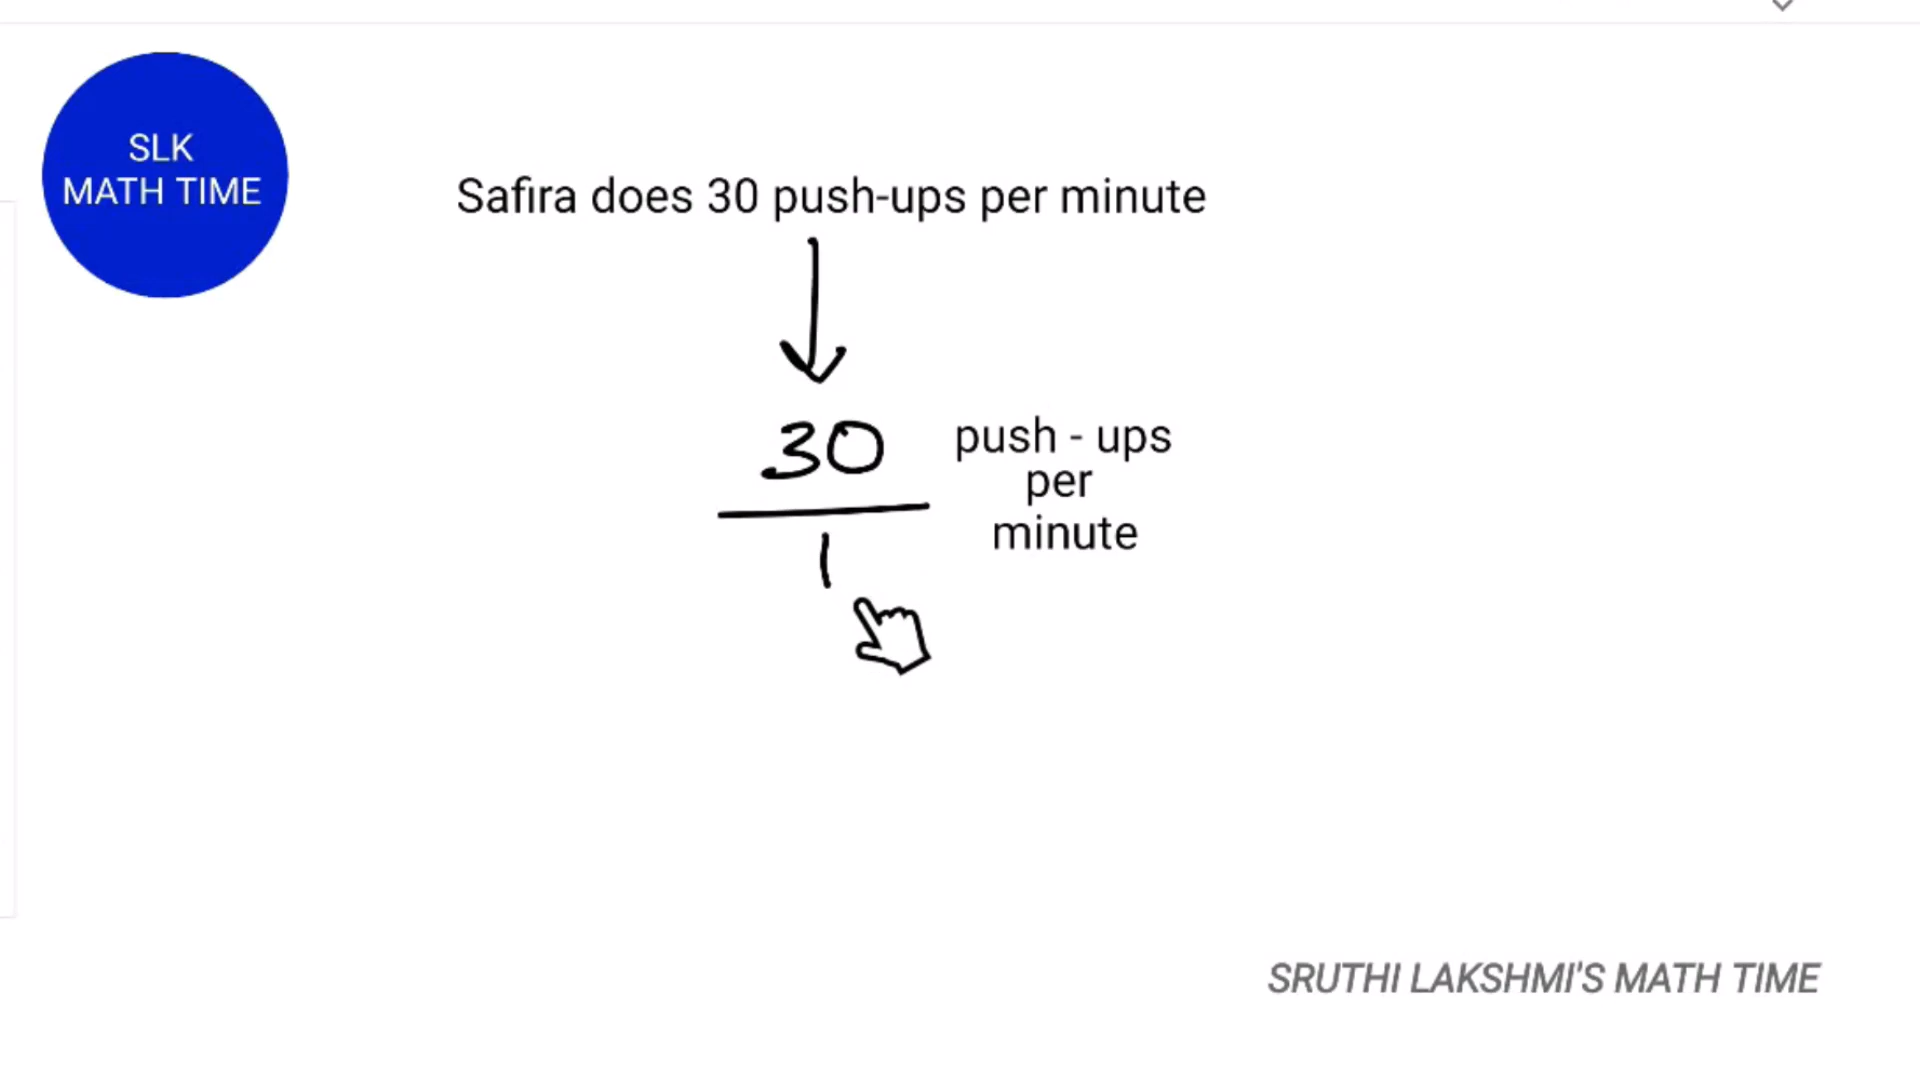 SLK
MATH TIME
Safira does 30 push-ups per minute
30
1
push - ups
per
minute
SRUTHI LAKSHMI'S MATH TIME